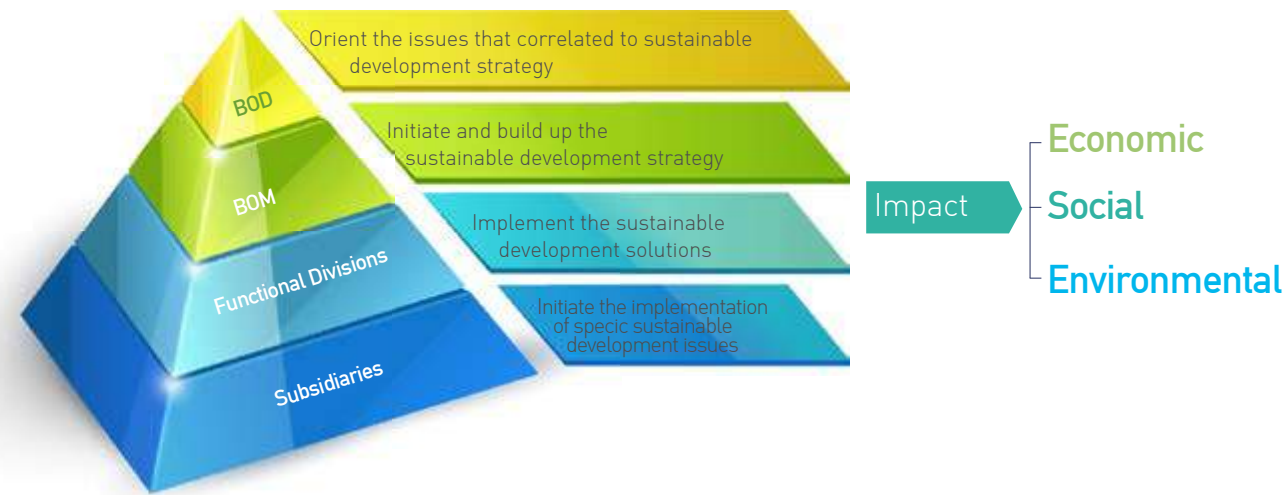 BOD
Orient the issues that correlated to sustainable
development strategy
BOM
Initiate and build up the
sustainable development strategy
Functional Divisions
Implement the sustainable
development solutions
Subsidiaries
Initiate the implementation
of specic sustainable
development issues
Impact
Economic
Social
Environmental